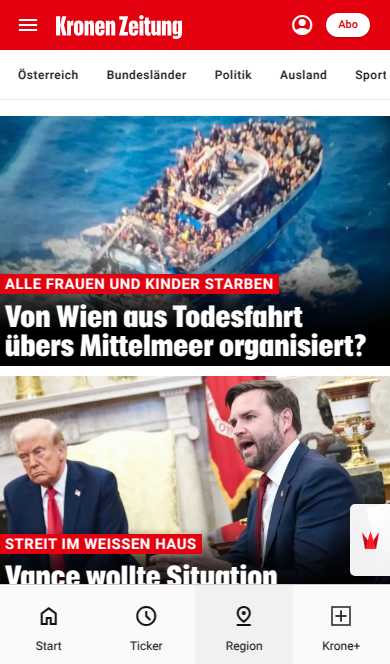 Kronen Zeitung
Abo
Österreich Bundesländer Politik Ausland Sport
ALLE FRAUEN UND KINDER STARBEN
Von Wien aus Todesfahrt
übers Mittelmeer organisiert?
STREIT IM WEISSEN HAUS
Vance wollte Situation
Start Ticker Region Krone+